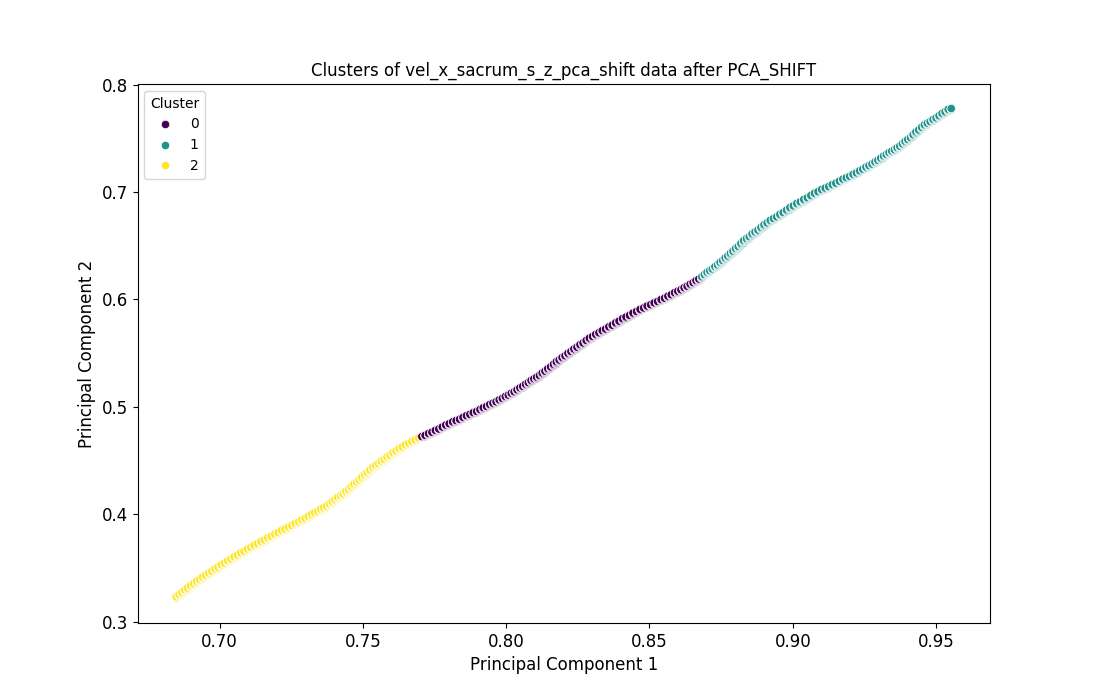 Clusters of vel_x_sacrum_s_z_pca_shift data after PCA_SHIFT
Cluster
0
1
2
Principal Component 2
0.8
0.7
0.6
0.5
0.4
0.3
0.70 0.75 0.80 0.85 0.90 0.95
Principal Component 1